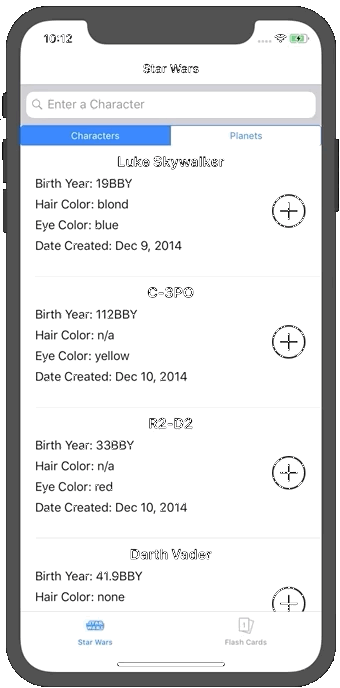 10:12
Star Wars
Enter a Character
Characters
Planets
Luke Skywalker
Birth Year: 19BBY
Hair Color: blond
Eye Color: blue
Date Created: Dec 9, 2014
C-3PO
Birth Year: 112BBY
Hair Color: n/a
Eye Color: yellow
Date Created: Dec 10, 2014
R2-D2
Birth Year: 33BBY
Hair Color: n/a
Eye Color: red
Date Created: Dec 10, 2014
Darth Vader
Birth Year: 41.9BBY
Hair Color: none
STAR WARS
1
Star Wars
Flash Cards